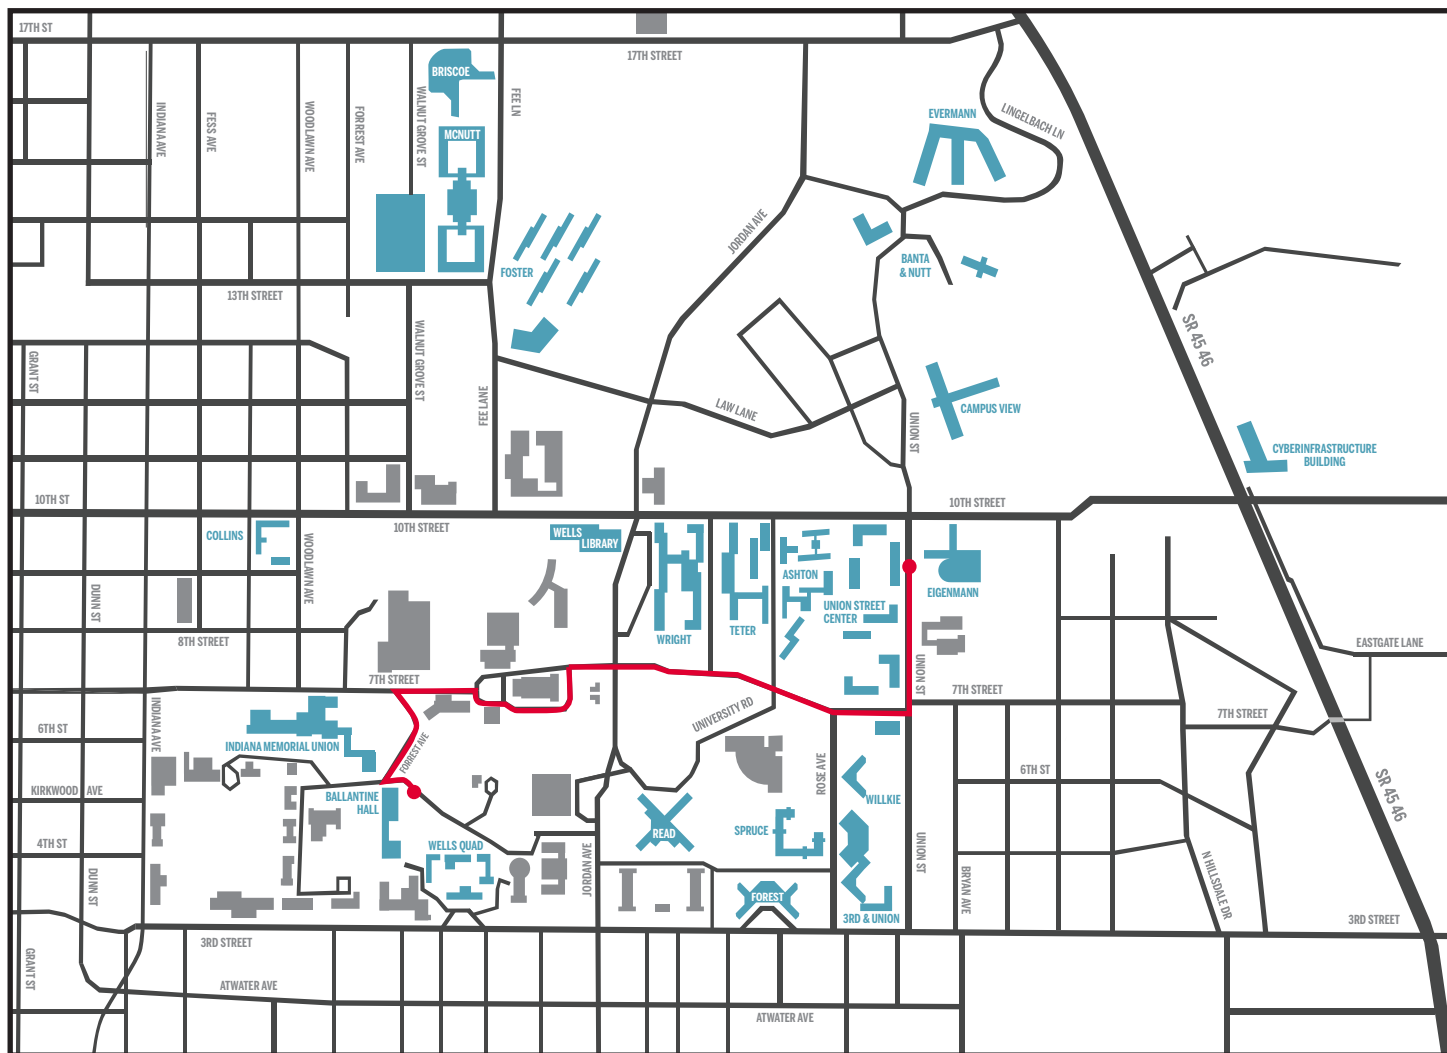 17TH ST
17TH STREET
BRISCOE
MCNUTT
INDIANA AVE
FESS AVE
WOODLAWN AVE
FORREST AVE
WALNUT GROVE ST
FEE LN
EVERMANN
LINGELBACH LN
JORDAN AVE
BANTA
& NUTT
FOSTER
13TH STREET
SR 45 46
GRANT ST
WALNUT GROVE ST
FEE LANE
LAW LANE
UNION ST
CAMPUS VIEW
CYBERINFRASTRUCTURE
BUILDING
10TH ST
10TH STREET
10TH STREET
COLLINS
WOODLAWN AVE
WELLS
LIBRARY
WRIGHT
TETER
ASHTON
UNION STREET
CENTER
EIGENMANN
DUNN ST
8TH STREET
7TH STREET
UNION ST
7TH STREET
EASTGATE LANE
7TH STREET
INDIANA AVE
6TH ST
INDIANA MEMORIAL UNION
FORREST AVE
UNIVERSITY RD
ROSE AVE
6TH ST
SR 45 46
KIRKWOOD AVE
BALLANTINE
HALL
WILLKIE
READ
SPRUCE
4TH ST
WELLS QUAD
JORDAN AVE
UNION ST
BRYAN AVE
N HILLSDALE DR
DUNN ST
FOREST
3RD & UNION
3RD STREET
3RD STREET
GRANT ST
ATWATER AVE
ATWATER AVE